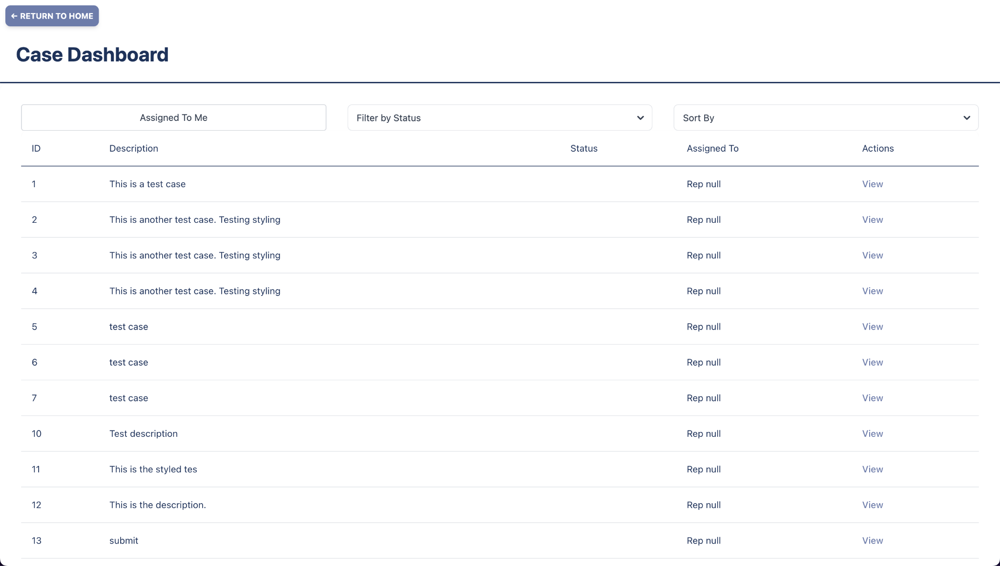 ← RETURN TO HOME
Case Dashboard
Assigned To Me Filter by Status Sort By
ID Description Status Assigned To Actions
1 This is a test case Rep null View
2 This is another test case. Testing styling Rep null View
3 This is another test case. Testing styling Rep null View
4 This is another test case. Testing styling Rep null View
5 test case Rep null View
6 test case Rep null View
7 test case Rep null View
10 Test description Rep null View
11 This is the styled tes Rep null View
12 This is the description. Rep null View
13 submit Rep null View